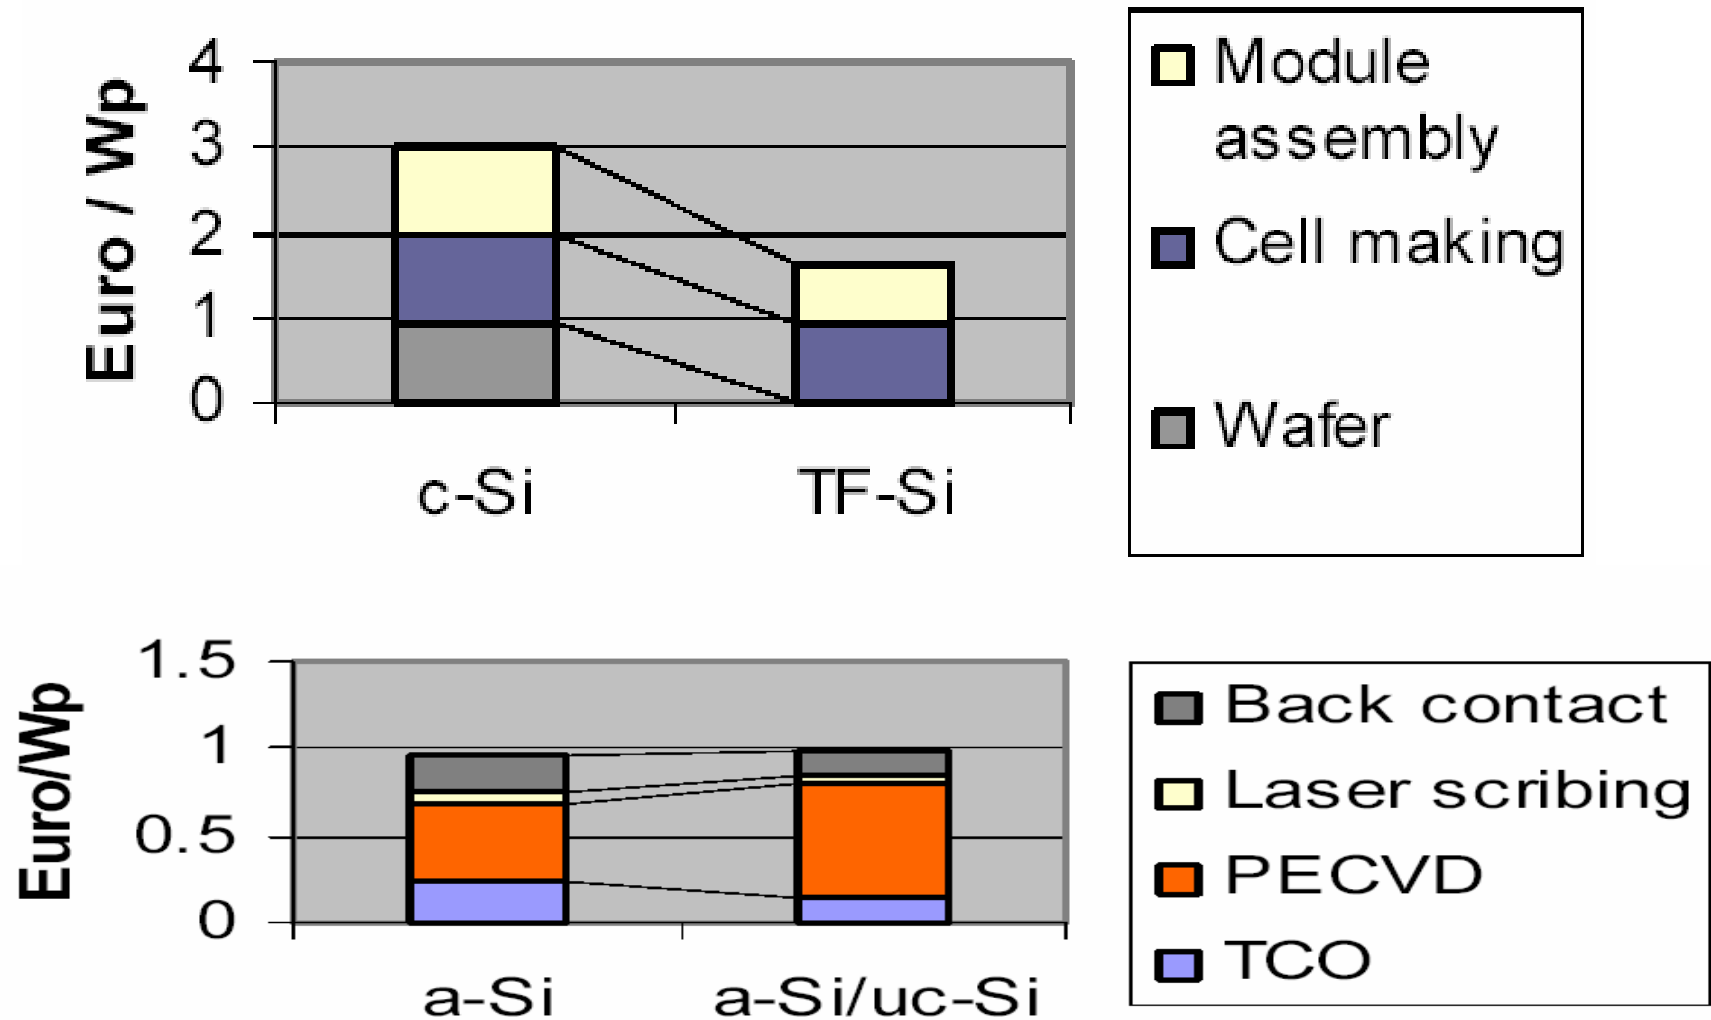 Euro / Wp
4
3
2
1
0
c-Si
TF-Si
Module
assembly
Cell making
Wafer
Euro/Wp
1.5
1
0.5
0
a-Si
a-Si/uc-Si
Back contact
Laser scribing
PECVD
TCO